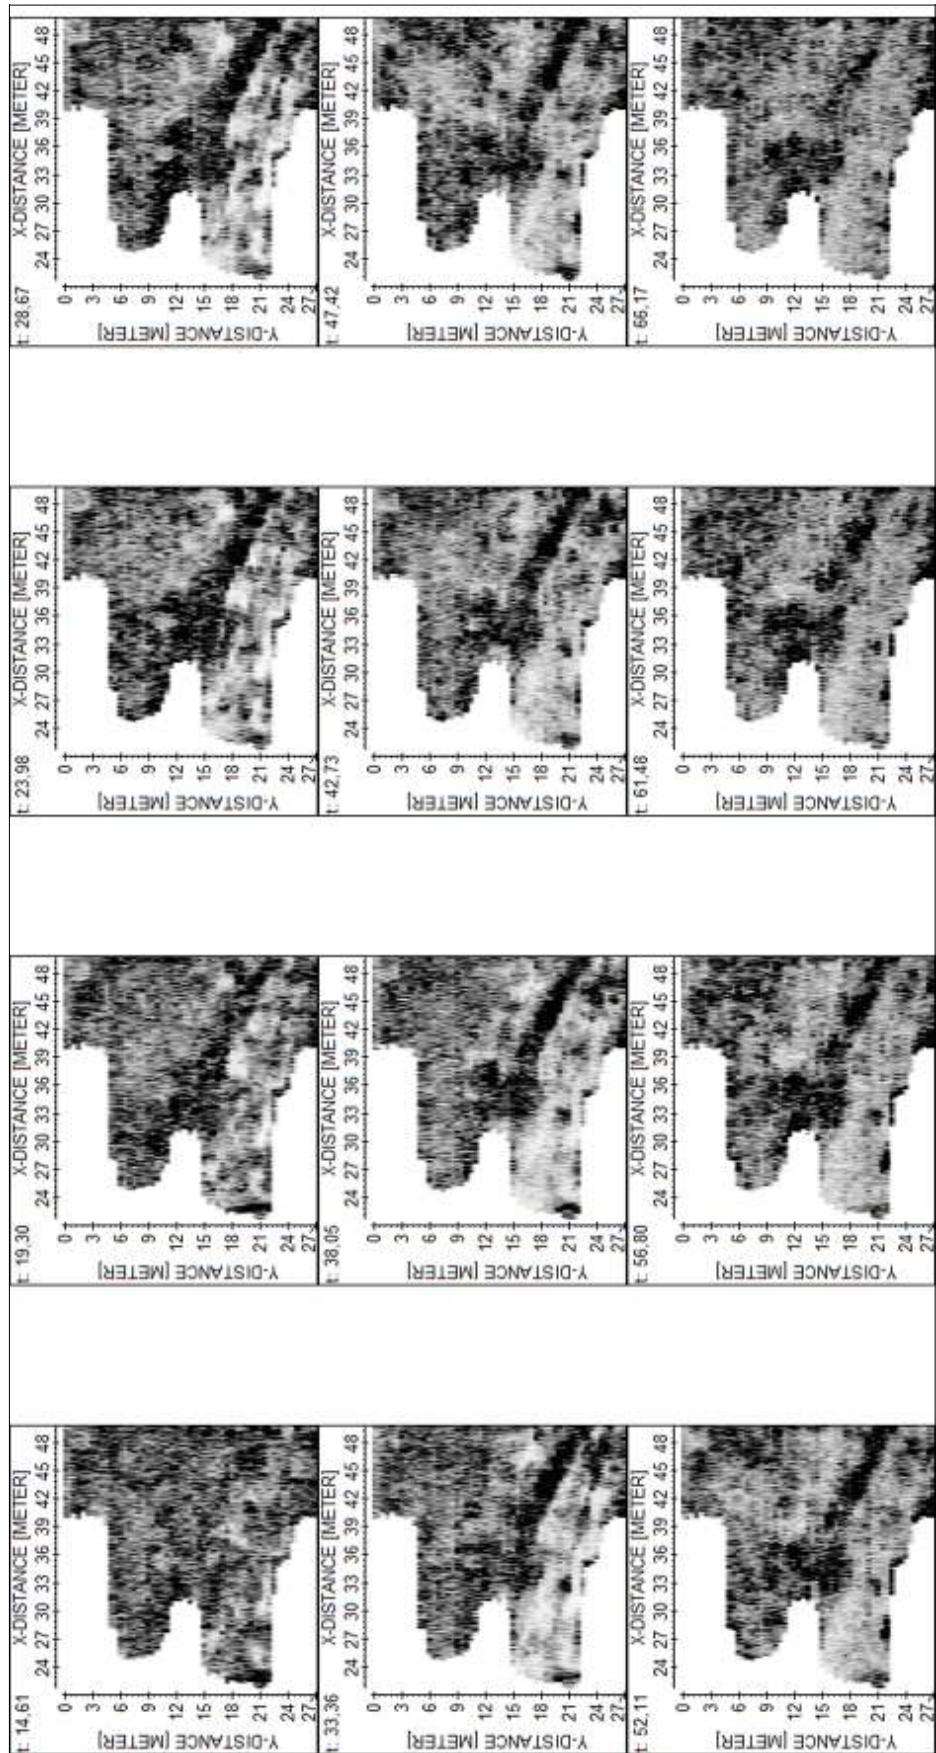 t: 14,61
X-DISTANCE [METER]
24 27 30 33 36 39 42 45 48
Y-DISTANCE [METER]
0
3
6
9
12
15
18
21
24
27
t: 19,30
X-DISTANCE [METER]
24 27 30 33 36 39 42 45 48
Y-DISTANCE [METER]
0
3
6
9
12
15
18
21
24
27
t: 23,98
X-DISTANCE [METER]
24 27 30 33 36 39 42 45 48
Y-DISTANCE [METER]
0
3
6
9
12
15
18
21
24
27
t: 28,67
X-DISTANCE [METER]
24 27 30 33 36 39 42 45 48
Y-DISTANCE [METER]
0
3
6
9
12
15
18
21
24
27
t: 33,36
X-DISTANCE [METER]
24 27 30 33 36 39 42 45 48
Y-DISTANCE [METER]
0
3
6
9
12
15
18
21
24
27
t: 38,05
X-DISTANCE [METER]
24 27 30 33 36 39 42 45 48
Y-DISTANCE [METER]
0
3
6
9
12
15
18
21
24
27
t: 42,73
X-DISTANCE [METER]
24 27 30 33 36 39 42 45 48
Y-DISTANCE [METER]
0
3
6
9
12
15
18
21
24
27
t: 47,42
X-DISTANCE [METER]
24 27 30 33 36 39 42 45 48
Y-DISTANCE [METER]
0
3
6
9
12
15
18
21
24
27
t: 52,11
X-DISTANCE [METER]
24 27 30 33 36 39 42 45 48
Y-DISTANCE [METER]
0
3
6
9
12
15
18
21
24
27
t: 56,80
X-DISTANCE [METER]
24 27 30 33 36 39 42 45 48
Y-DISTANCE [METER]
0
3
6
9
12
15
18
21
24
27
t: 61,48
X-DISTANCE [METER]
24 27 30 33 36 39 42 45 48
Y-DISTANCE [METER]
0
3
6
9
12
15
18
21
24
27
t: 66,17
X-DISTANCE [METER]
24 27 30 33 36 39 42 45 48
Y-DISTANCE [METER]
0
3
6
9
12
15
18
21
24
27